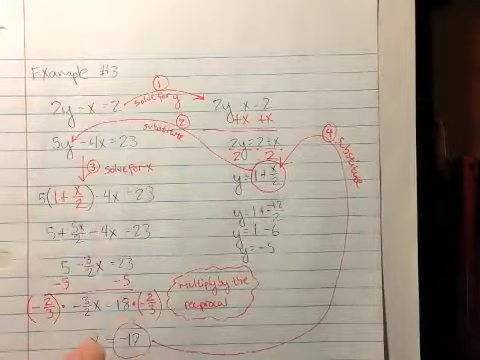 Example #3
① solve for y
2y - x = 2
2y - x - 2
+x +x
② substitute
5y - 4x = 23
2y = 2 + x
2 2
④ substitute
③ solve for x
y = 1 + x/2
5(1 + x/2) - 4x - 23
y = 1 + -12/2
5 + 5x/2 - 4x - 23
y = 1 - 6
y = -5
5 - 3/2 x = 23
-5 -5
Multiply by the
reciprocal
(-2/3) · -3/2 x - 18 · (-2/3)
x = -12